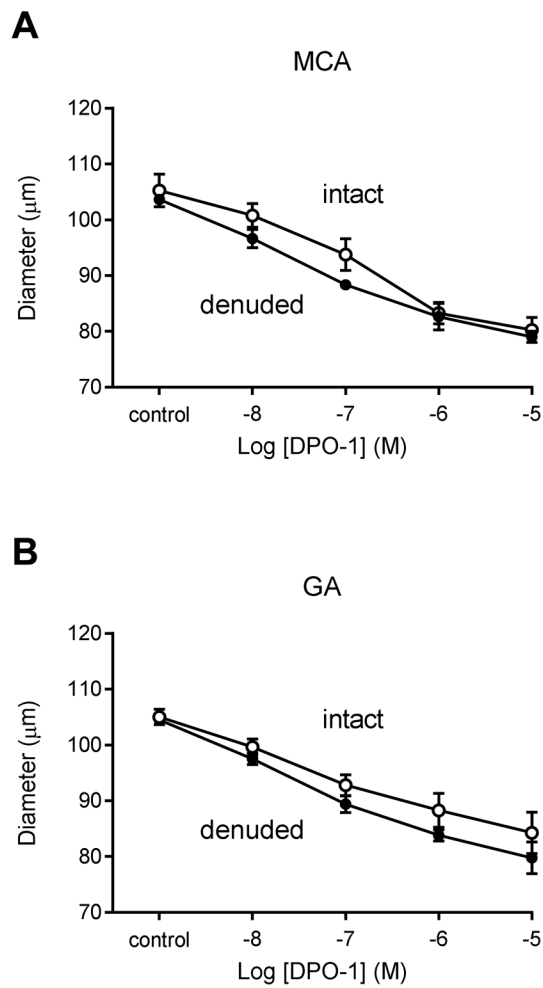 A
MCA
120
110
100
90
80
70
Diameter (μm)
intact
denuded
control -8 -7 -6 -5
Log [DPO-1] (M)
B
GA
120
110
100
90
80
70
Diameter (μm)
intact
denuded
control -8 -7 -6 -5
Log [DPO-1] (M)